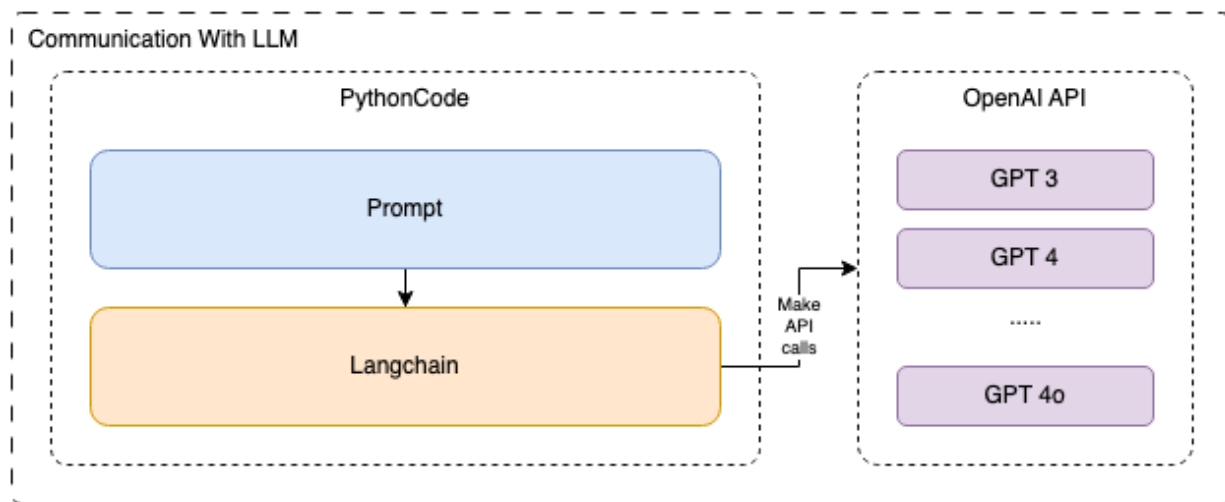 Communication With LLM
PythonCode
OpenAI API
Prompt
Langchain
Make
API
calls
GPT 3
GPT 4
.....
GPT 4o